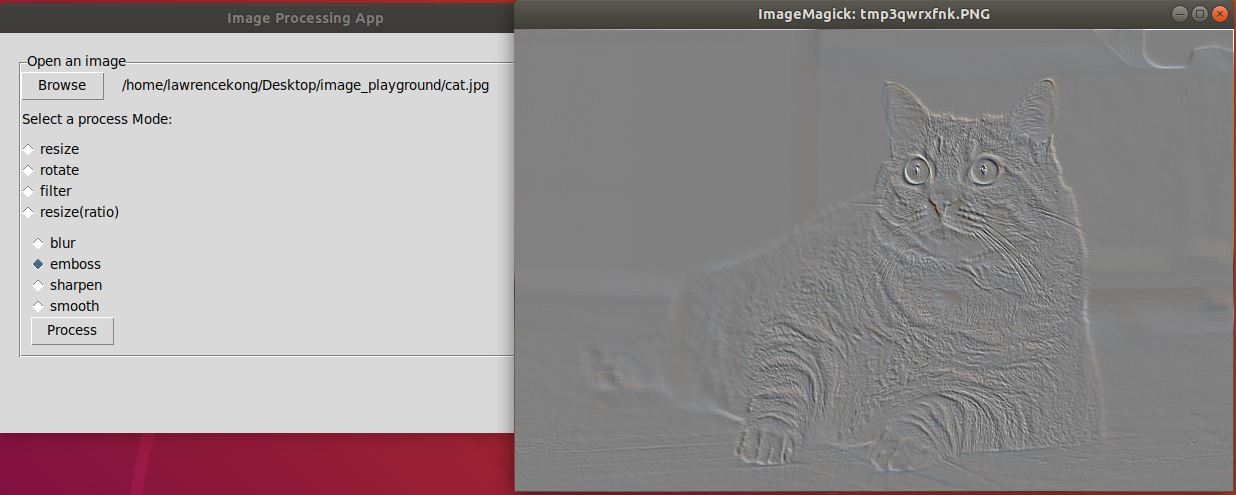 Image Processing App
ImageMagick: tmp3qwrxfnk.PNG
Open an image
Browse /home/lawrencekong/Desktop/image_playground/cat.jpg
Select a process Mode:
resize
rotate
filter
resize(ratio)
blur
emboss
sharpen
smooth
Process